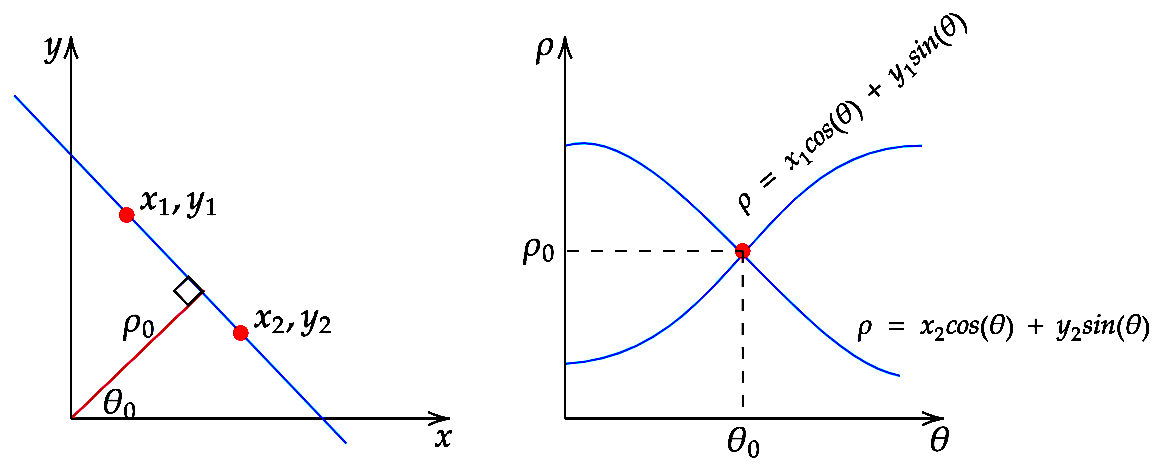 y
x₁, y₁
x₂, y₂
ρ₀
θ₀
x
ρ
ρ = x₁cos(θ) + y₁sin(θ)
ρ₀
ρ = x₂cos(θ) + y₂sin(θ)
θ₀
θ